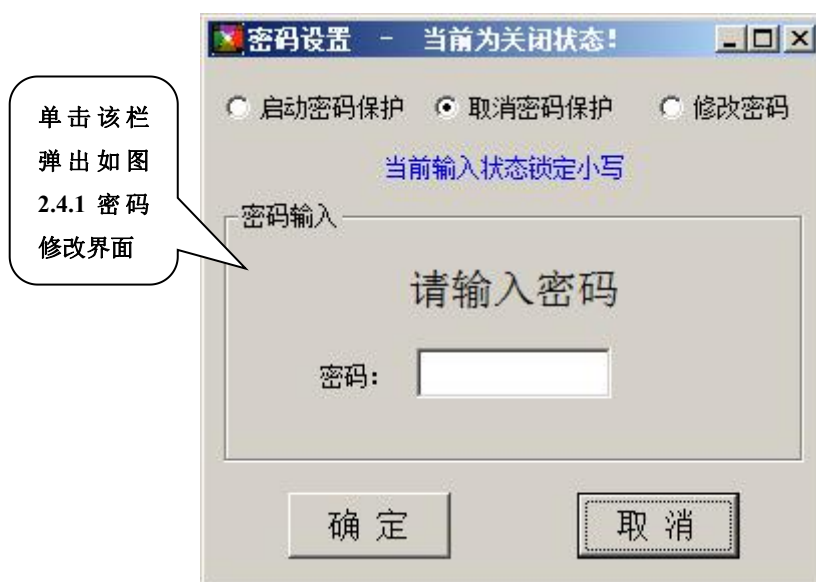 密码设置 - 当前为关闭状态!
启动密码保护 取消密码保护 修改密码
当前输入状态锁定小写
单击该栏
弹出如图
2.4.1 密码
修改界面
密码输入
请输入密码
密码:
确 定 取 消